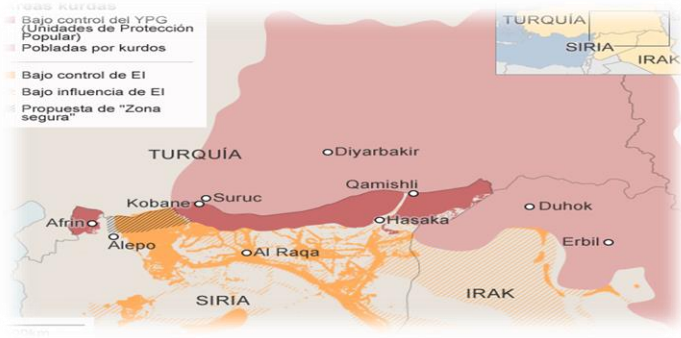 Áreas kurdas
Bajo control del YPG
(Unidades de Protección
Popular)
Pobladas por kurdos
Bajo control de EI
Bajo influencia de EI
Propuesta de "Zona
segura"
TURQUÍA
SIRIA
IRAK
TURQUÍA
Diyarbakir
Qamishli
Suruc
Kobane
Afrin
Hasaka
Duhok
Alepo
Erbil
Al Raqa
SIRIA
IRAK